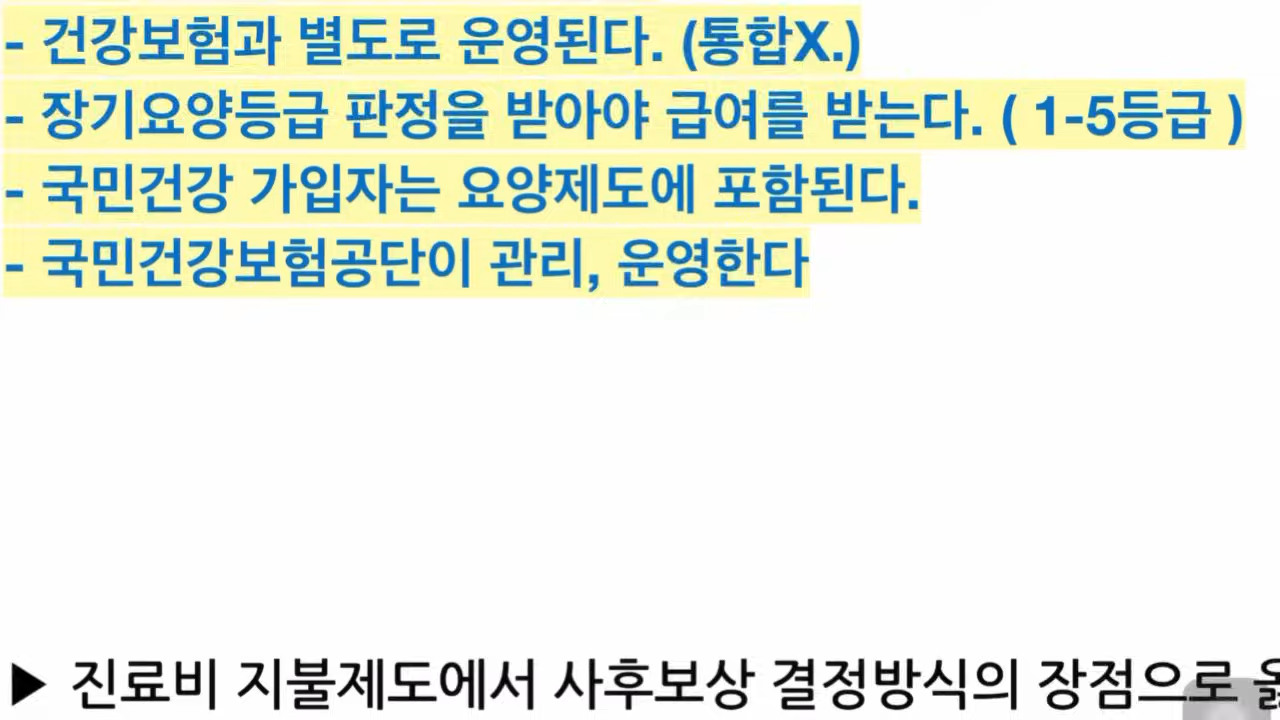 - 건강보험과 별도로 운영된다. (통합X.)
- 장기요양등급 판정을 받아야 급여를 받는다. ( 1-5등급 )
- 국민건강 가입자는 요양제도에 포함된다.
- 국민건강보험공단이 관리, 운영한다
▶ 진료비 지불제도에서 사후보상 결정방식의 장점으로